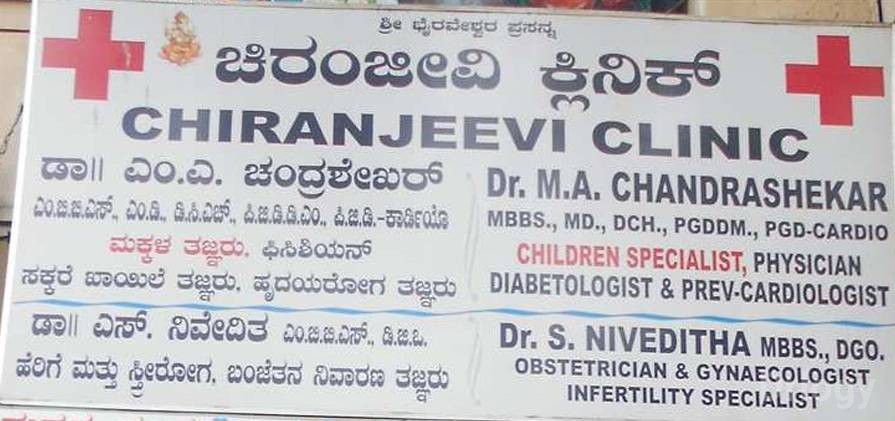 ಶ್ರೀ ಭೈರವೇಶ್ವರ ಪ್ರಸನ್ನ
ಚಿರಂಜೀವಿ ಕ್ಲಿನಿಕ್
CHIRANJEEVI CLINIC
ಡಾ|| ಎಂ.ಎ. ಚಂದ್ರಶೇಖರ್
ಎಂ.ಬಿ.ಬಿ.ಎಸ್., ಎಂ.ಡಿ., ಡಿ.ಸಿ.ಎಚ್., ಪಿ.ಜಿ.ಡಿ.ಡಿ.ಎಂ., ಪಿ.ಜಿ.ಡಿ.-ಕಾರ್ಡಿಯೊ
ಮಕ್ಕಳ ತಜ್ಞರು. ಫಿಸಿಶಿಯನ್
ಸಕ್ಕರೆ ಖಾಯಿಲೆ ತಜ್ಞರು. ಹೃದಯರೋಗ ತಜ್ಞರು
Dr. M.A. CHANDRASHEKAR
MBBS., MD., DCH., PGDDM., PGD-CARDIO
CHILDREN SPECIALIST, PHYSICIAN
DIABETOLOGIST & PREV-CARDIOLOGIST
ಡಾ|| ಎಸ್. ನಿವೇದಿತ ಎಂ.ಬಿ.ಬಿ.ಎಸ್., ಡಿ.ಜಿ.ಓ.
ಹೆರಿಗೆ ಮತ್ತು ಸ್ತ್ರೀರೋಗ, ಬಂಜೆತನ ನಿವಾರಣ ತಜ್ಞರು
Dr. S. NIVEDITHA MBBS., DGO.
OBSTETRICIAN & GYNAECOLOGIST
INFERTILITY SPECIALIST